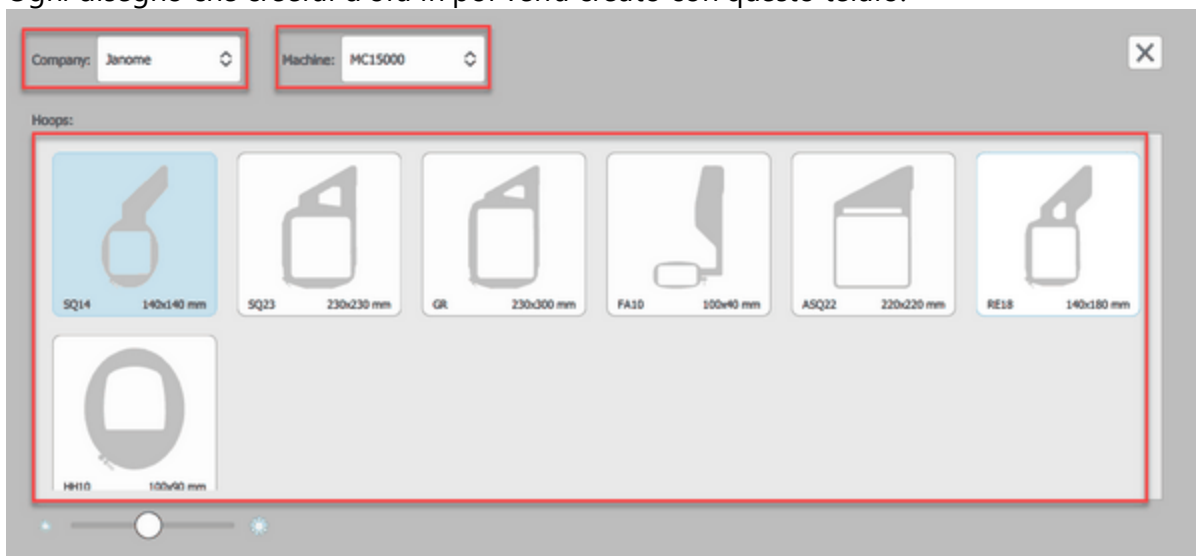 Ogni disegno che creerai d'ora in poi verrà creato con questo telaio.
Company: Janome Machine: MC15000
Hoops:
SQ14 140x140 mm SQ23 230x230 mm GR 230x300 mm FA10 100x40 mm ASQ22 220x220 mm RE18 140x180 mm
HH10 100x90 mm